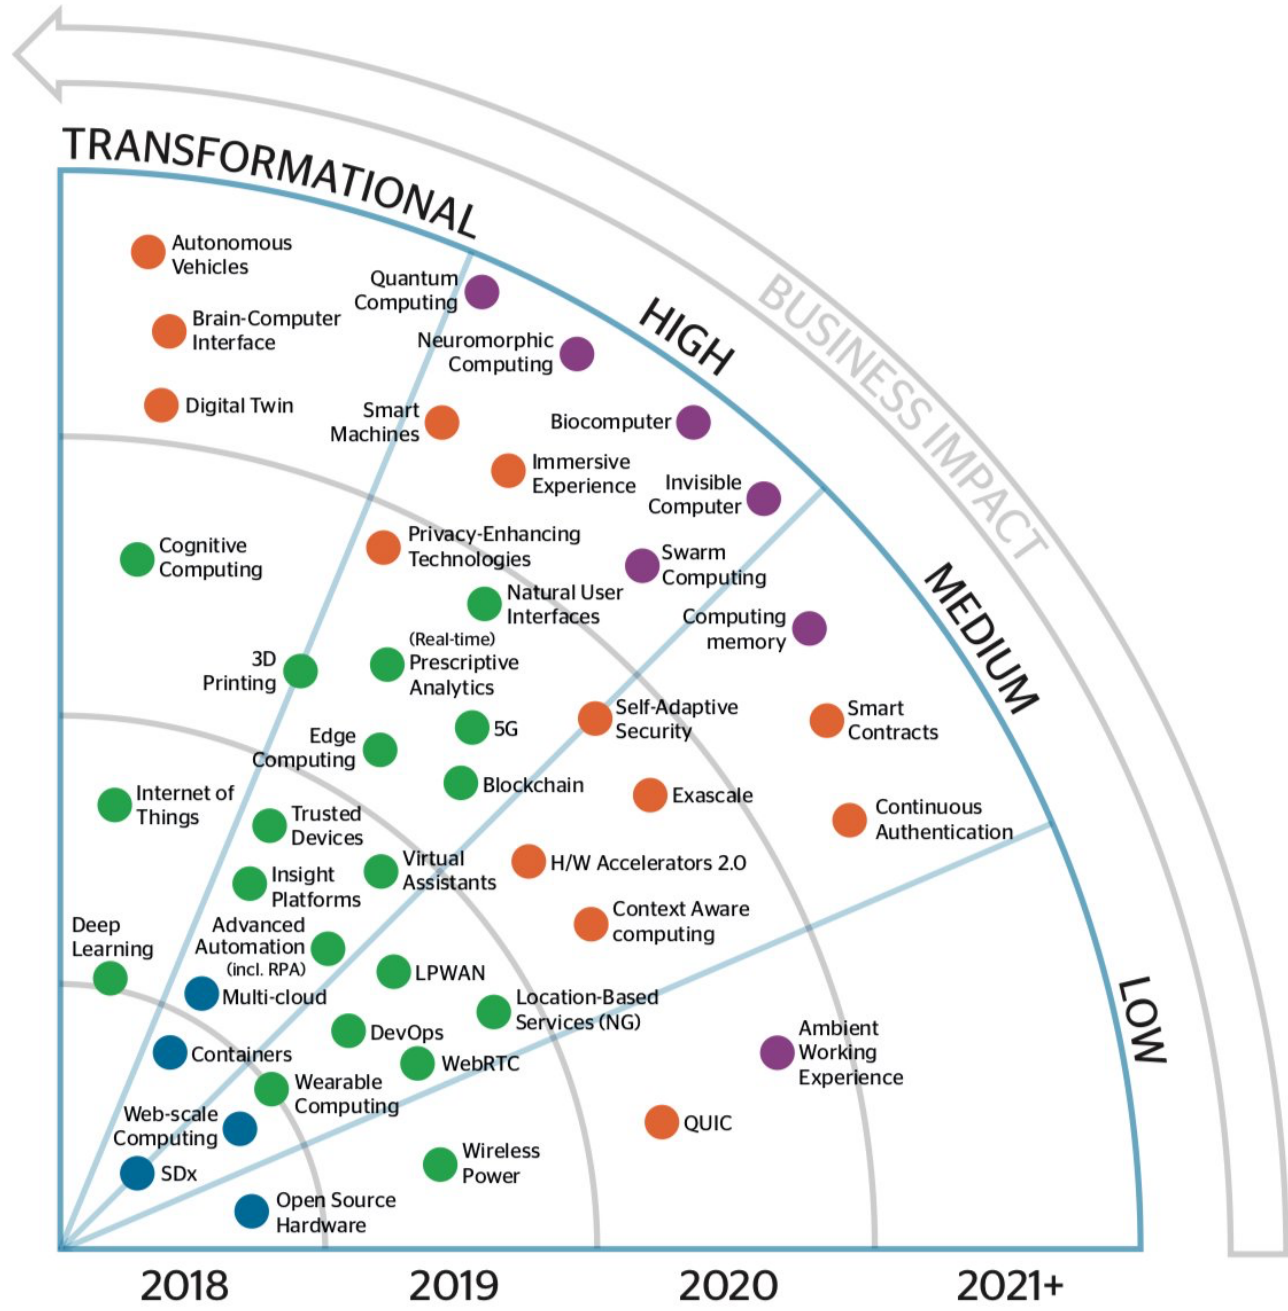 TRANSFORMATIONAL
HIGH
MEDIUM
LOW
BUSINESS IMPACT
Autonomous
Vehicles
Brain-Computer
Interface
Digital Twin
Quantum
Computing
Neuromorphic
Computing
Smart
Machines
Biocomputer
Immersive
Experience
Invisible
Computer
Cognitive
Computing
Privacy-Enhancing
Technologies
Swarm
Computing
Natural User
Interfaces
Computing
memory
(Real-time)
Prescriptive
Analytics
3D
Printing
Self-Adaptive
Security
Smart
Contracts
5G
Edge
Computing
Blockchain
Exascale
Internet of
Things
Continuous
Authentication
Trusted
Devices
Virtual
Assistants
H/W Accelerators 2.0
Insight
Platforms
Context Aware
computing
Deep
Learning
Advanced
Automation
(incl. RPA)
LPWAN
Multi-cloud
Location-Based
Services (NG)
DevOps
Containers
WebRTC
Ambient
Working
Experience
Wearable
Computing
Web-scale
Computing
QUIC
SDx
Wireless
Power
Open Source
Hardware
2018
2019
2020
2021+